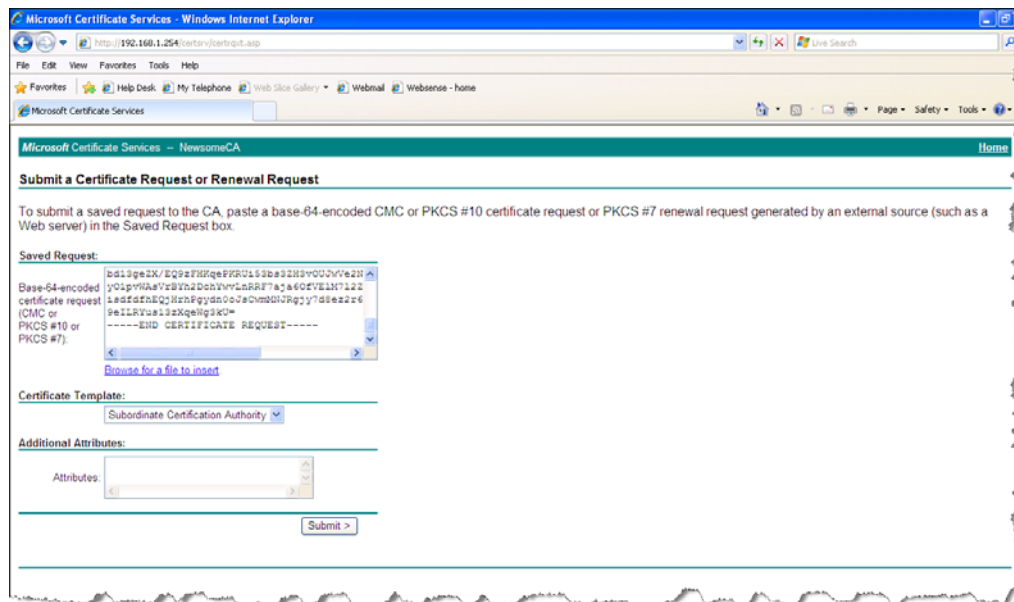 Microsoft Certificate Services - Windows Internet Explorer
http://192.168.1.254/certsrv/certrqxt.asp
Live Search
File Edit View Favorites Tools Help
Favorites Help Desk My Telephone Web Slice Gallery Webmail Websense - home
Microsoft Certificate Services
Page Safety Tools
Microsoft Certificate Services -- NewsomeCA Home
Submit a Certificate Request or Renewal Request
To submit a saved request to the CA, paste a base-64-encoded CMC or PKCS #10 certificate request or PKCS #7 renewal request generated by an external source (such as a
Web server) in the Saved Request box.
Saved Request:
Base-64-encoded
certificate request
(CMC or
PKCS #10 or
PKCS #7):
-----END CERTIFICATE REQUEST-----
Browse for a file to insert
Certificate Template:
Subordinate Certification Authority
Additional Attributes:
Attributes:
Submit >